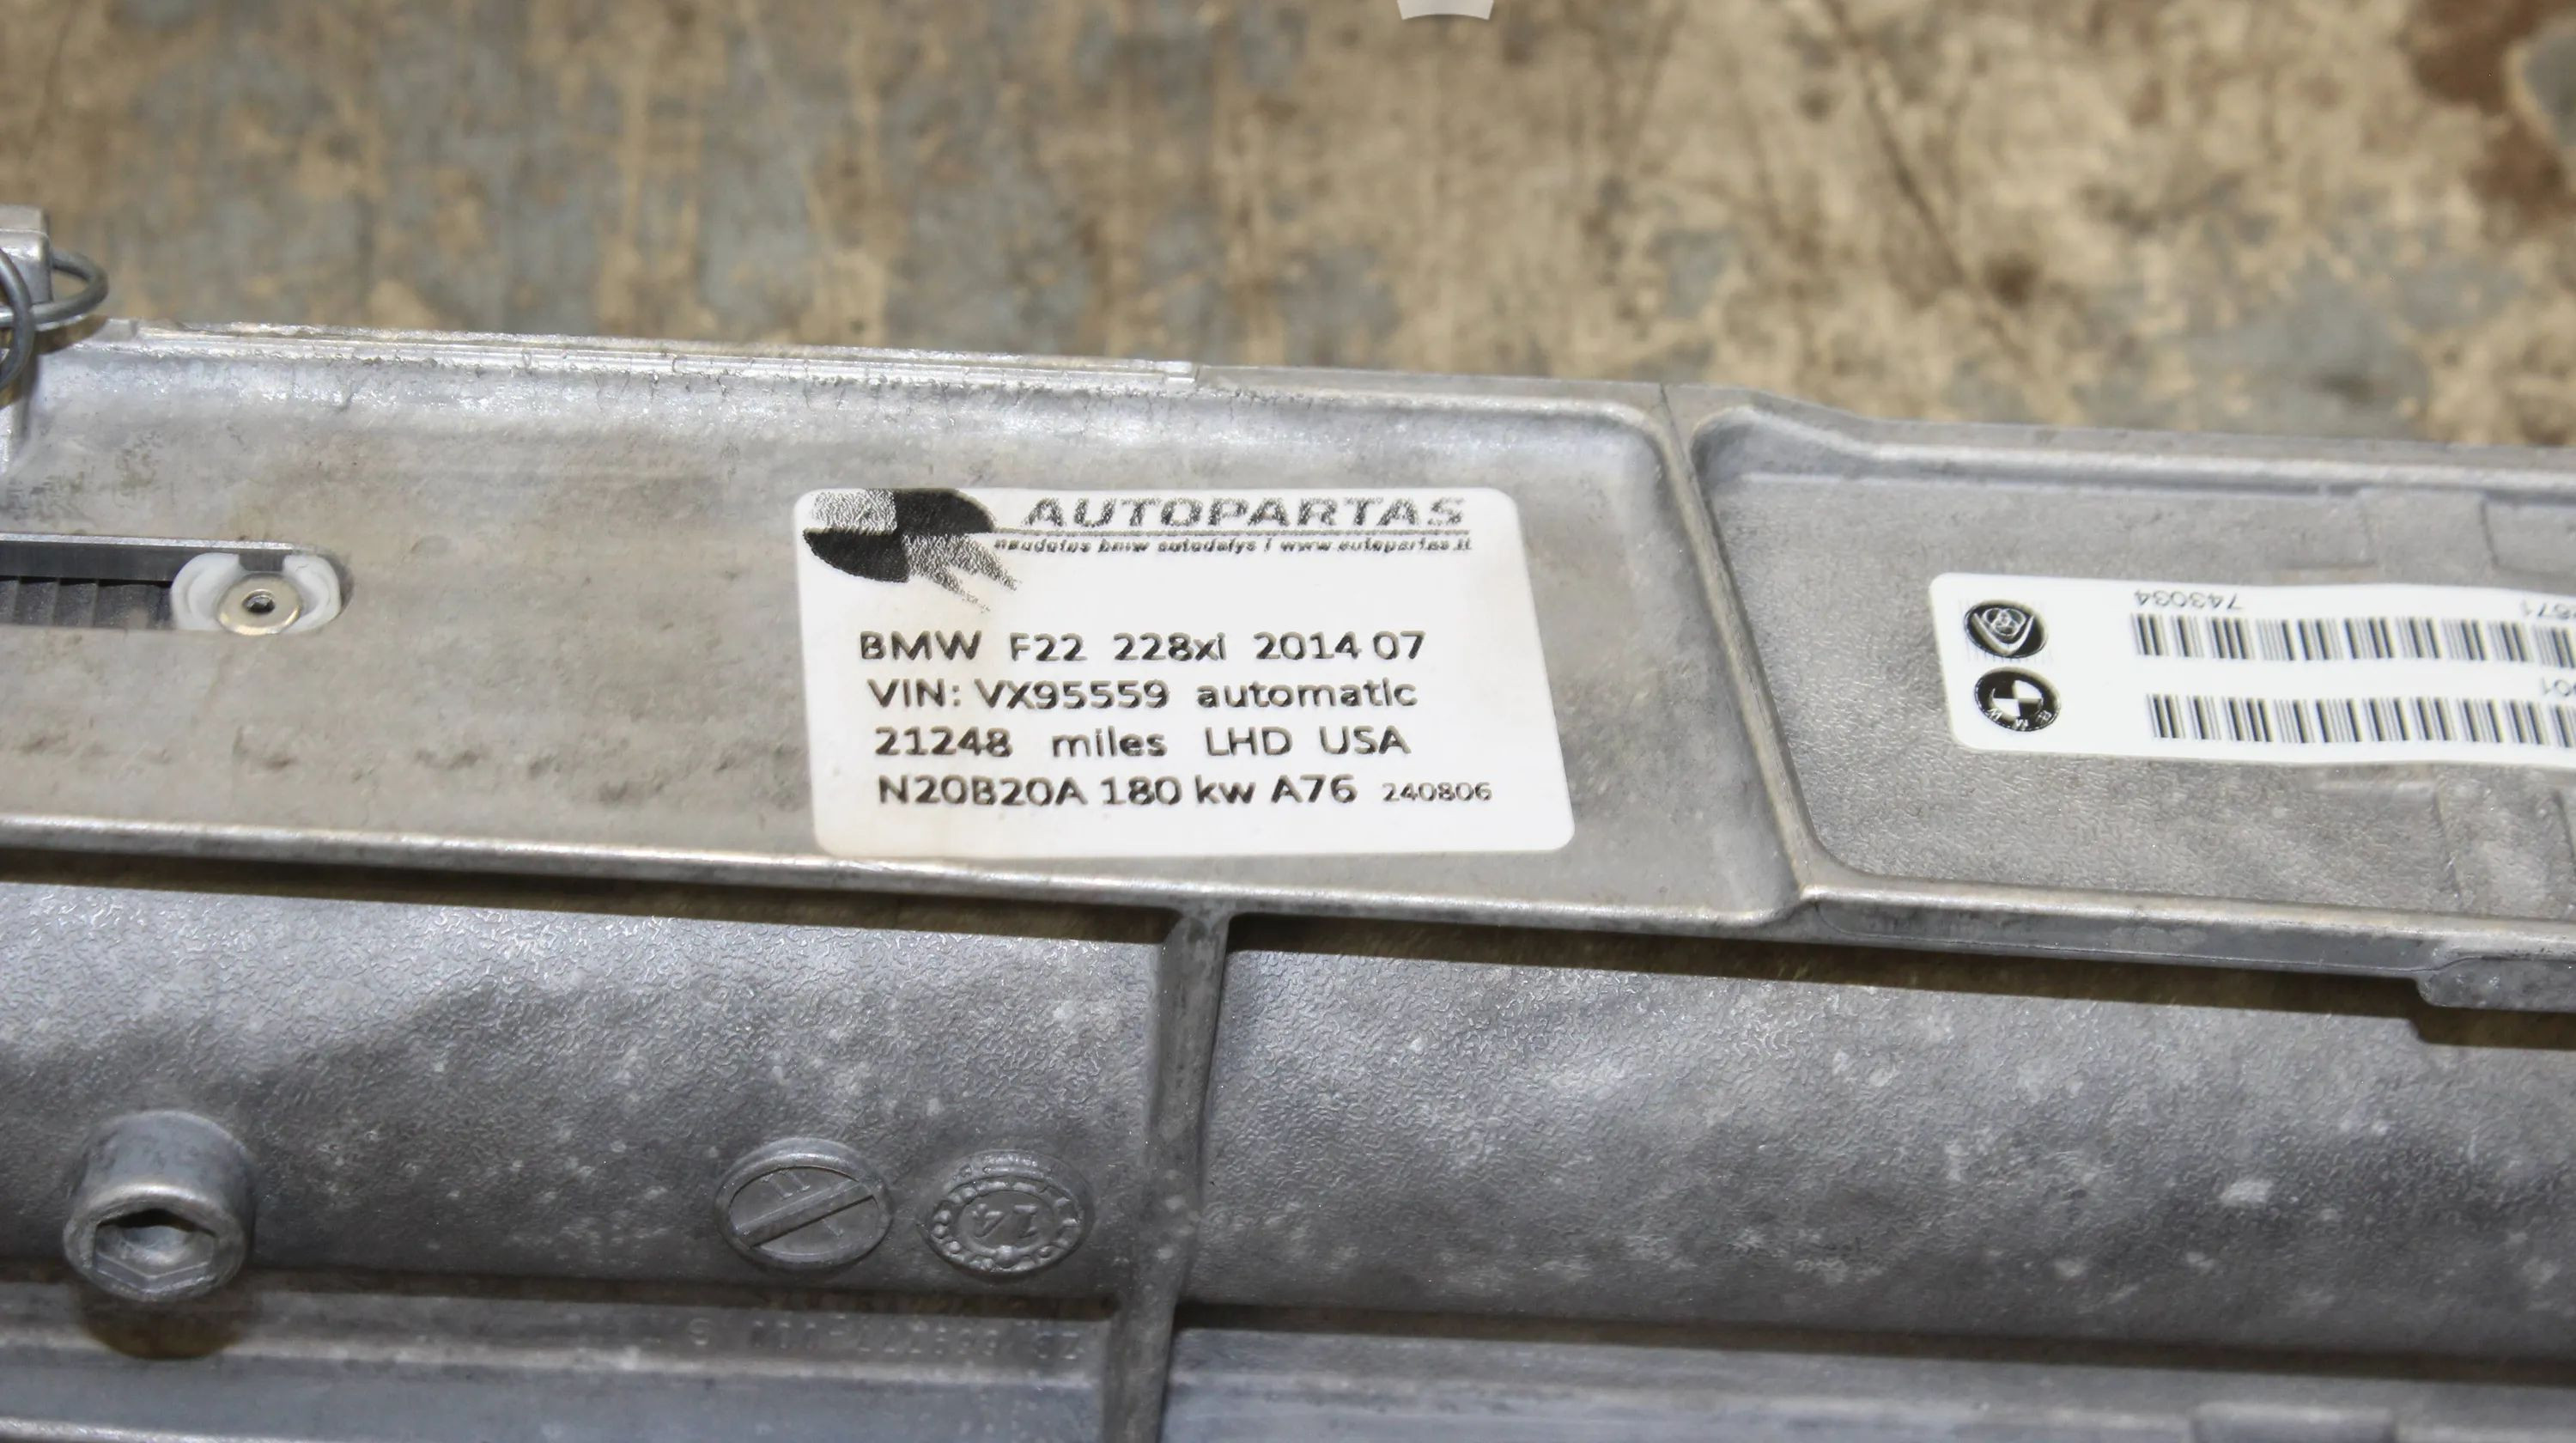 AUTOPARTAS
naudotos bmw autodalys / www.autopartas.lt
BMW F22 228xi 2014 07
VIN: VX95559 automatic
21248 miles LHD USA
N20B20A 180 kw A76 240806
743034
14